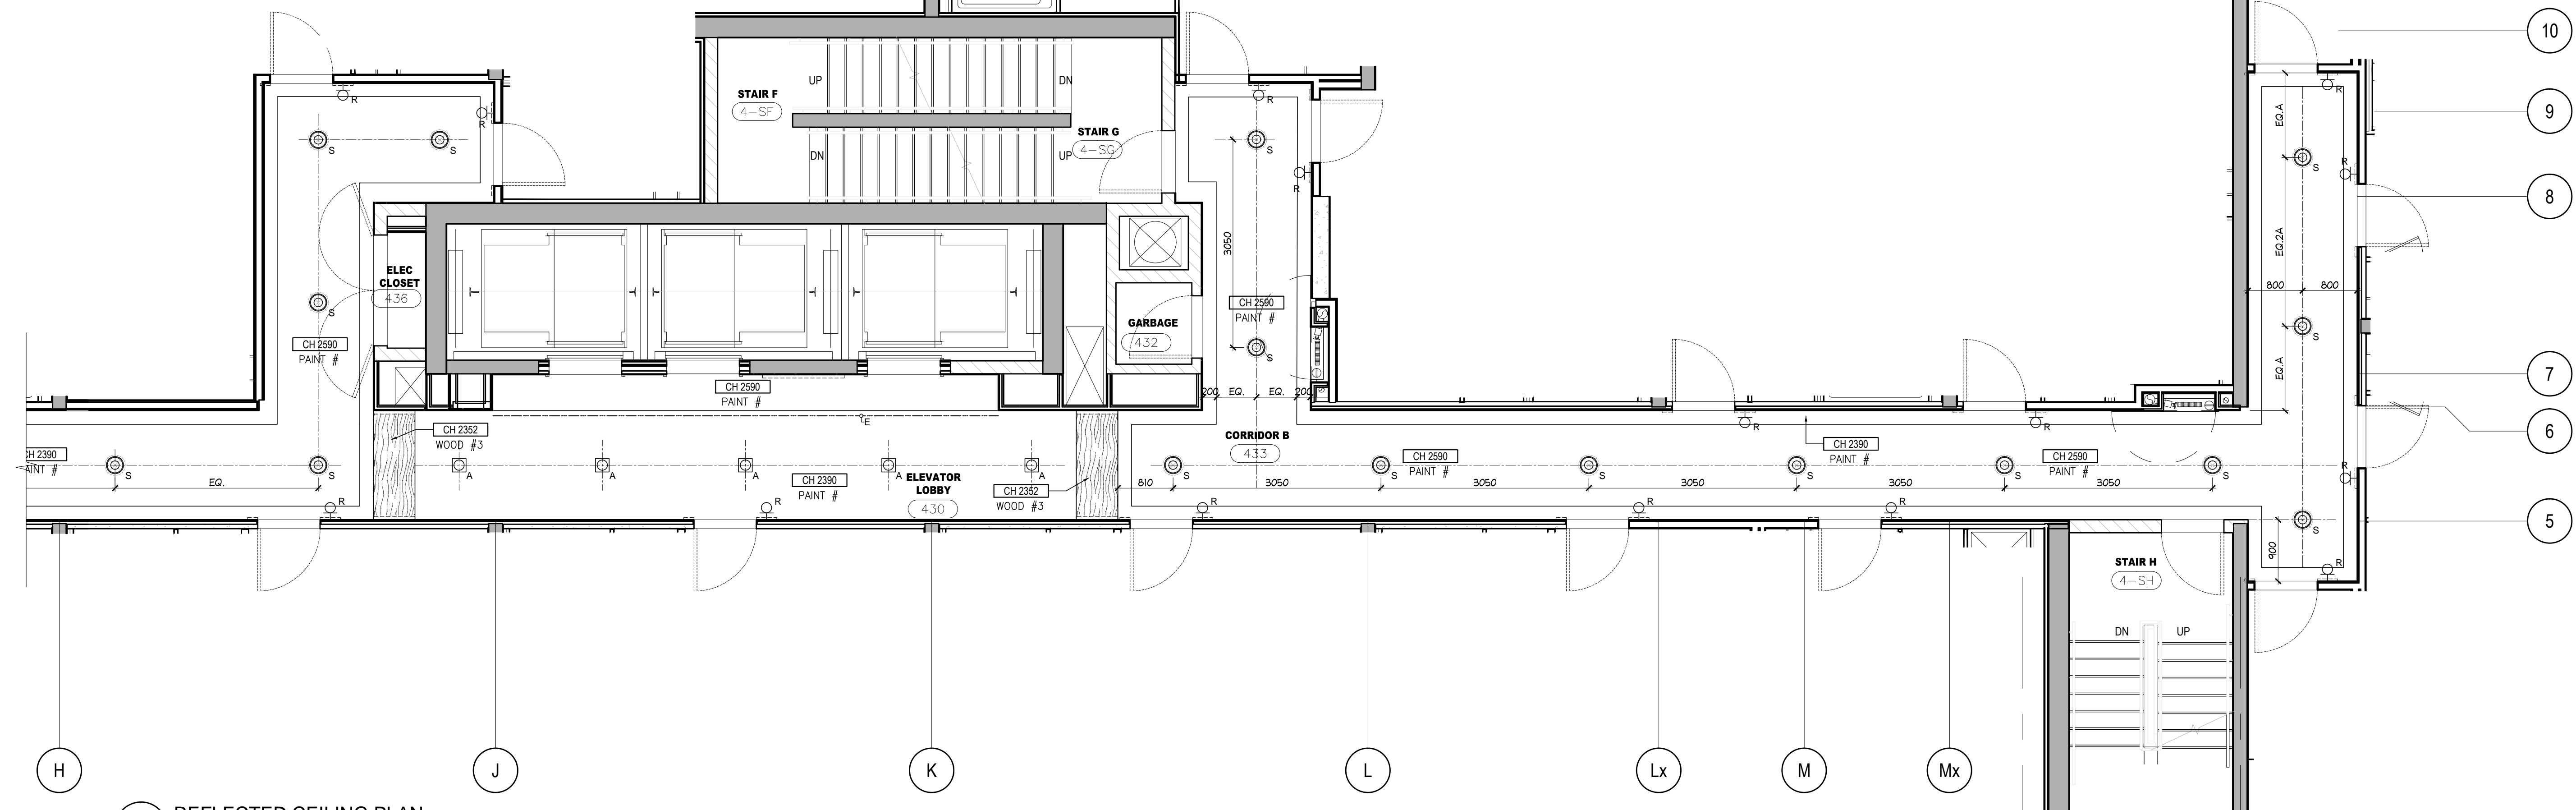 10
9
8
7
6
5
R
R
S
S
STAIR F
4-SF
UP
DN
DN
UP
STAIR G
4-SG
R
S
R
3050
EQ.A
R
S
R
EQ.2A
800
800
S
EQ.A
ELEC
CLOSET
436
S
CH 2590
PAINT #
GARBAGE
432
CH 2590
PAINT #
S
CH 2590
PAINT #
200
EQ.
EQ.
200
E
CH 2352
WOOD #3
CH 2390
S
EQ.
S
A
A
A
A
A
CH 2390
PAINT #
ELEVATOR
LOBBY
430
CH 2352
WOOD #3
CORRIDOR B
433
R
R
CH 2390
PAINT #
CH 2590
PAINT #
CH 2590
PAINT #
S
S
S
S
S
S
810
3050
3050
3050
3050
3050
R
R
R
R
R
R
S
900
R
STAIR H
4-SH
DN
UP
H
J
K
L
Lx
M
Mx
REFLECTED CEILING PLAN